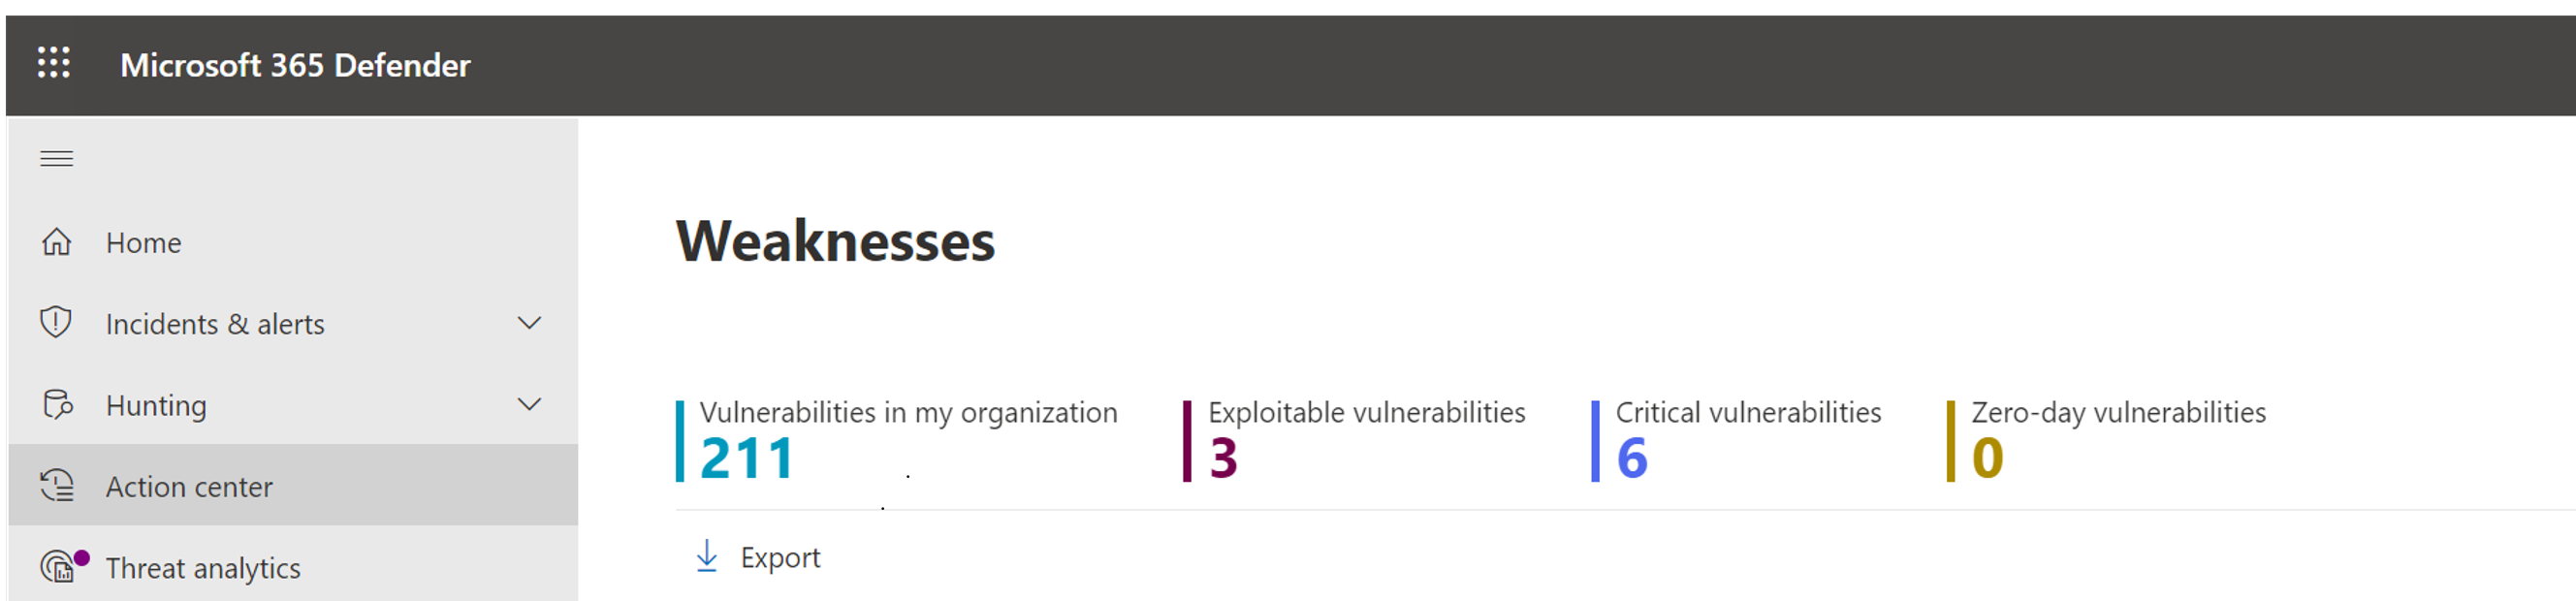 Microsoft 365 Defender
Home
Incidents & alerts
Hunting
Action center
Threat analytics
Weaknesses
Vulnerabilities in my organization
211
Exploitable vulnerabilities
3
Critical vulnerabilities
6
Zero-day vulnerabilities
0
Export